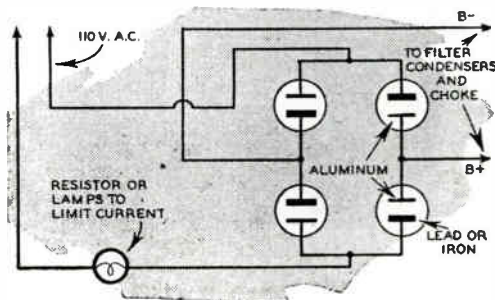 110 V. A.C.
B-
TO FILTER
CONDENSERS
AND
CHOKE
ALUMINUM
B+
RESISTOR OR
LAMPS TO
LIMIT CURRENT
LEAD OR
IRON